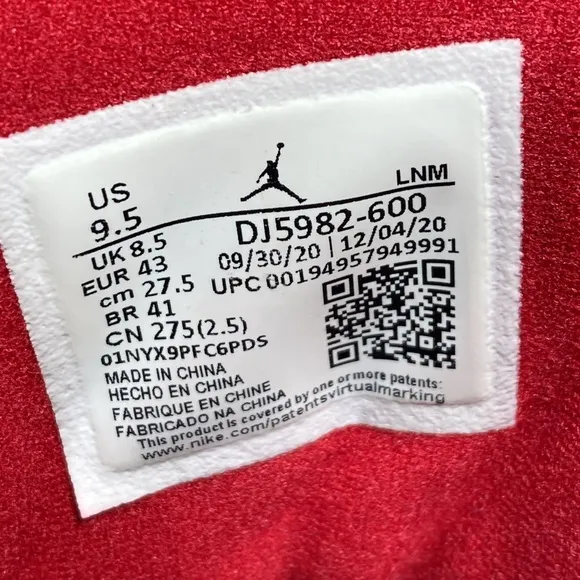 US
9.5
UK 8.5
EUR 43
cm 27.5
BR 41
CN 275(2.5)
01NYX9PFC6PDS
LNM
DJ5982-600
09/30/20 | 12/04/20
UPC 00194957949991
MADE IN CHINA
HECHO EN CHINA
FABRIQUE EN CHINE
FABRICADO NA CHINA
This product is covered by one or more patents:
www.nike.com/patentsvirtualmarking